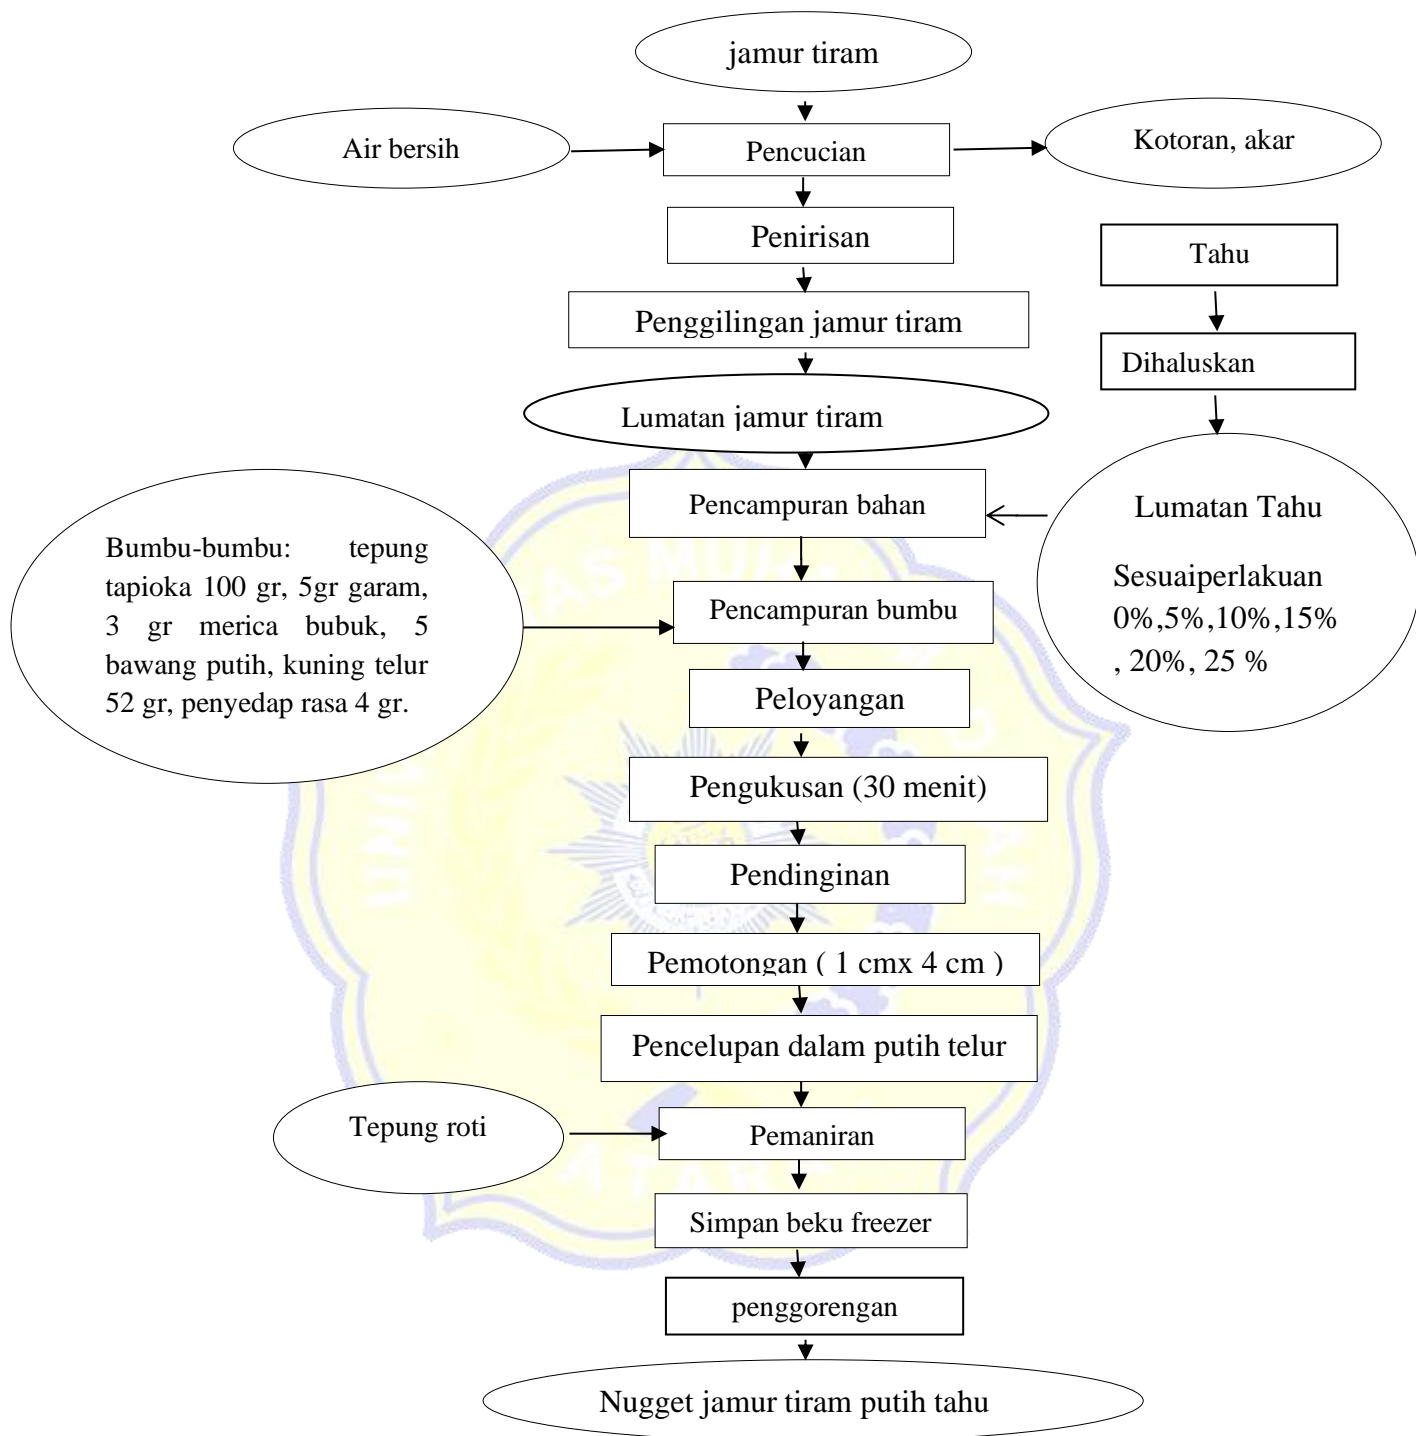 jamur tiram
Air bersih
Pencucian
Kotoran, akar
Penirisan
Tahu
Penggilingan jamur tiram
Dihaluskan
Lumatan jamur tiram
Pencampuran bahan
Lumatan Tahu
Sesuaiperlakuan
0%,5%,10%,15%
, 20%, 25 %
Bumbu-bumbu: tepung
tapioka 100 gr, 5gr garam,
3 gr merica bubuk, 5
bawang putih, kuning telur
52 gr, penyedap rasa 4 gr.
Pencampuran bumbu
Peloyangan
Pengukusan (30 menit)
Pendinginan
Pemotongan ( 1 cmx 4 cm )
Pencelupan dalam putih telur
Tepung roti
Pemaniran
Simpan beku freezer
penggorengan
Nugget jamur tiram putih tahu